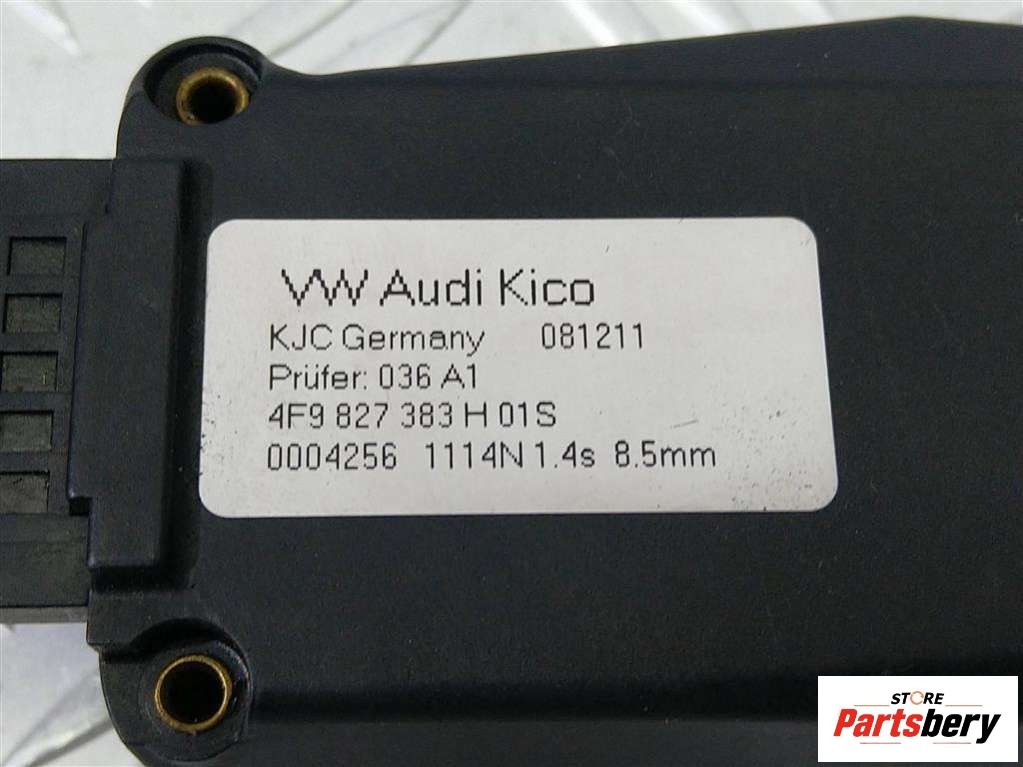 VW Audi Kico
KJC Germany 081211
Prüfer: 036 A1
4F9 827 383 H 01S
0004256 1114N 1.4s 8.5mm
STORE
Partsbery